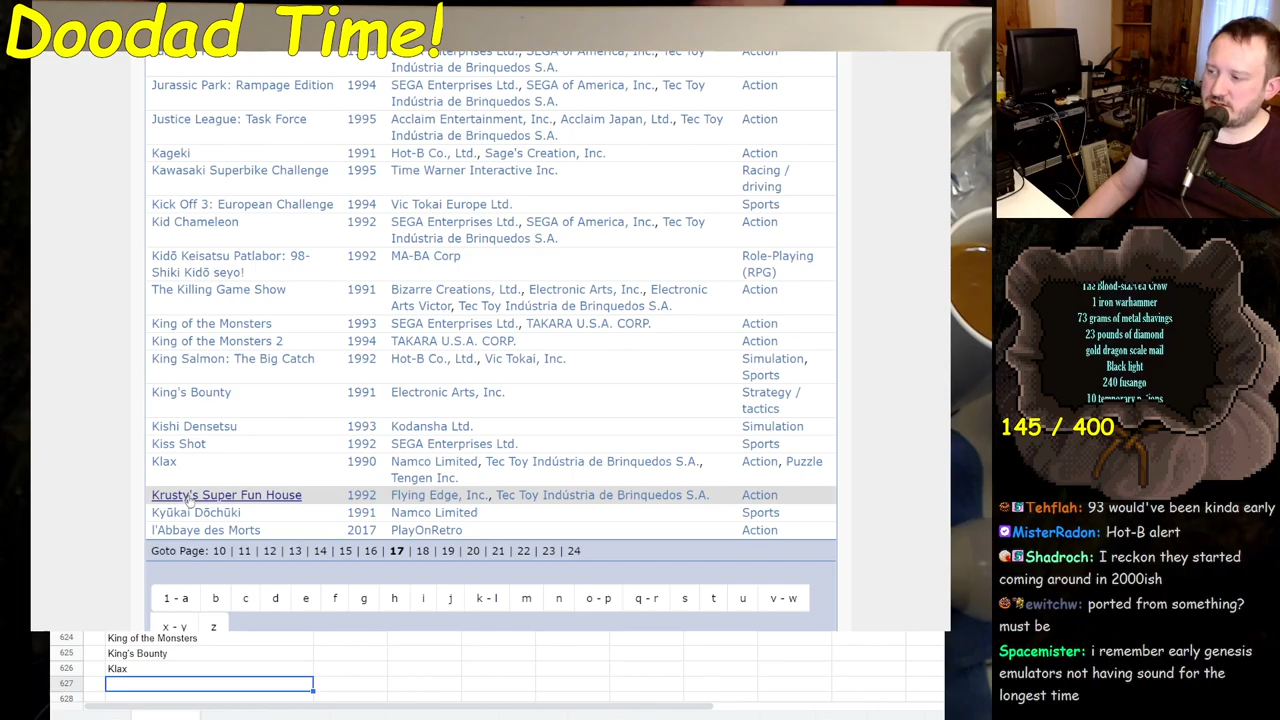 Doodad Time!
Indústria de Brinquedos S.A.
Jurassic Park: Rampage Edition 1994 SEGA Enterprises Ltd., SEGA of America, Inc., Tec Toy Action
Indústria de Brinquedos S.A.
Justice League: Task Force 1995 Acclaim Entertainment, Inc., Acclaim Japan, Ltd., Tec Toy Action
Indústria de Brinquedos S.A.
Kageki 1991 Hot-B Co., Ltd., Sage's Creation, Inc. Action
Kawasaki Superbike Challenge 1995 Time Warner Interactive Inc. Racing /
driving
Kick Off 3: European Challenge 1994 Vic Tokai Europe Ltd. Sports
Kid Chameleon 1992 SEGA Enterprises Ltd., SEGA of America, Inc., Tec Toy Action
Indústria de Brinquedos S.A.
Kidō Keisatsu Patlabor: 98- 1992 MA-BA Corp Role-Playing
Shiki Kidō seyo! (RPG)
The Killing Game Show 1991 Bizarre Creations, Ltd., Electronic Arts, Inc., Electronic Action
Arts Victor, Tec Toy Indústria de Brinquedos S.A.
King of the Monsters 1993 SEGA Enterprises Ltd., TAKARA U.S.A. CORP. Action
King of the Monsters 2 1994 TAKARA U.S.A. CORP. Action
King Salmon: The Big Catch 1992 Hot-B Co., Ltd., Vic Tokai, Inc. Simulation,
Sports
King's Bounty 1991 Electronic Arts, Inc. Strategy /
tactics
Kishi Densetsu 1993 Kodansha Ltd. Simulation
Kiss Shot 1992 SEGA Enterprises Ltd. Sports
Klax 1990 Namco Limited, Tec Toy Indústria de Brinquedos S.A., Action, Puzzle
Tengen Inc.
Krusty's Super Fun House 1992 Flying Edge, Inc., Tec Toy Indústria de Brinquedos S.A. Action
Kyūkai Dōchūki 1991 Namco Limited Sports
l'Abbaye des Morts 2017 PlayOnRetro Action
Goto Page: 10 | 11 | 12 | 13 | 14 | 15 | 16 | 17 | 18 | 19 | 20 | 21 | 22 | 23 | 24
1 - a b c d e f g h i j k - l m n o - p q - r s t u v - w
x - y z
624 King of the Monsters
625 King's Bounty
626 Klax
627
628
The Blood-starved Crow
1 iron warhammer
73 grams of metal shavings
23 pounds of diamond
gold dragon scale mail
Black light
240 fusango
10 temporary potions
145 / 400
Tehflah: 93 would've been kinda early
MisterRadon: Hot-B alert
Shadroch: I reckon they started
coming around in 2000ish
ewitchw: ported from something?
must be
Spacemister: i remember early genesis
emulators not having sound for the
longest time